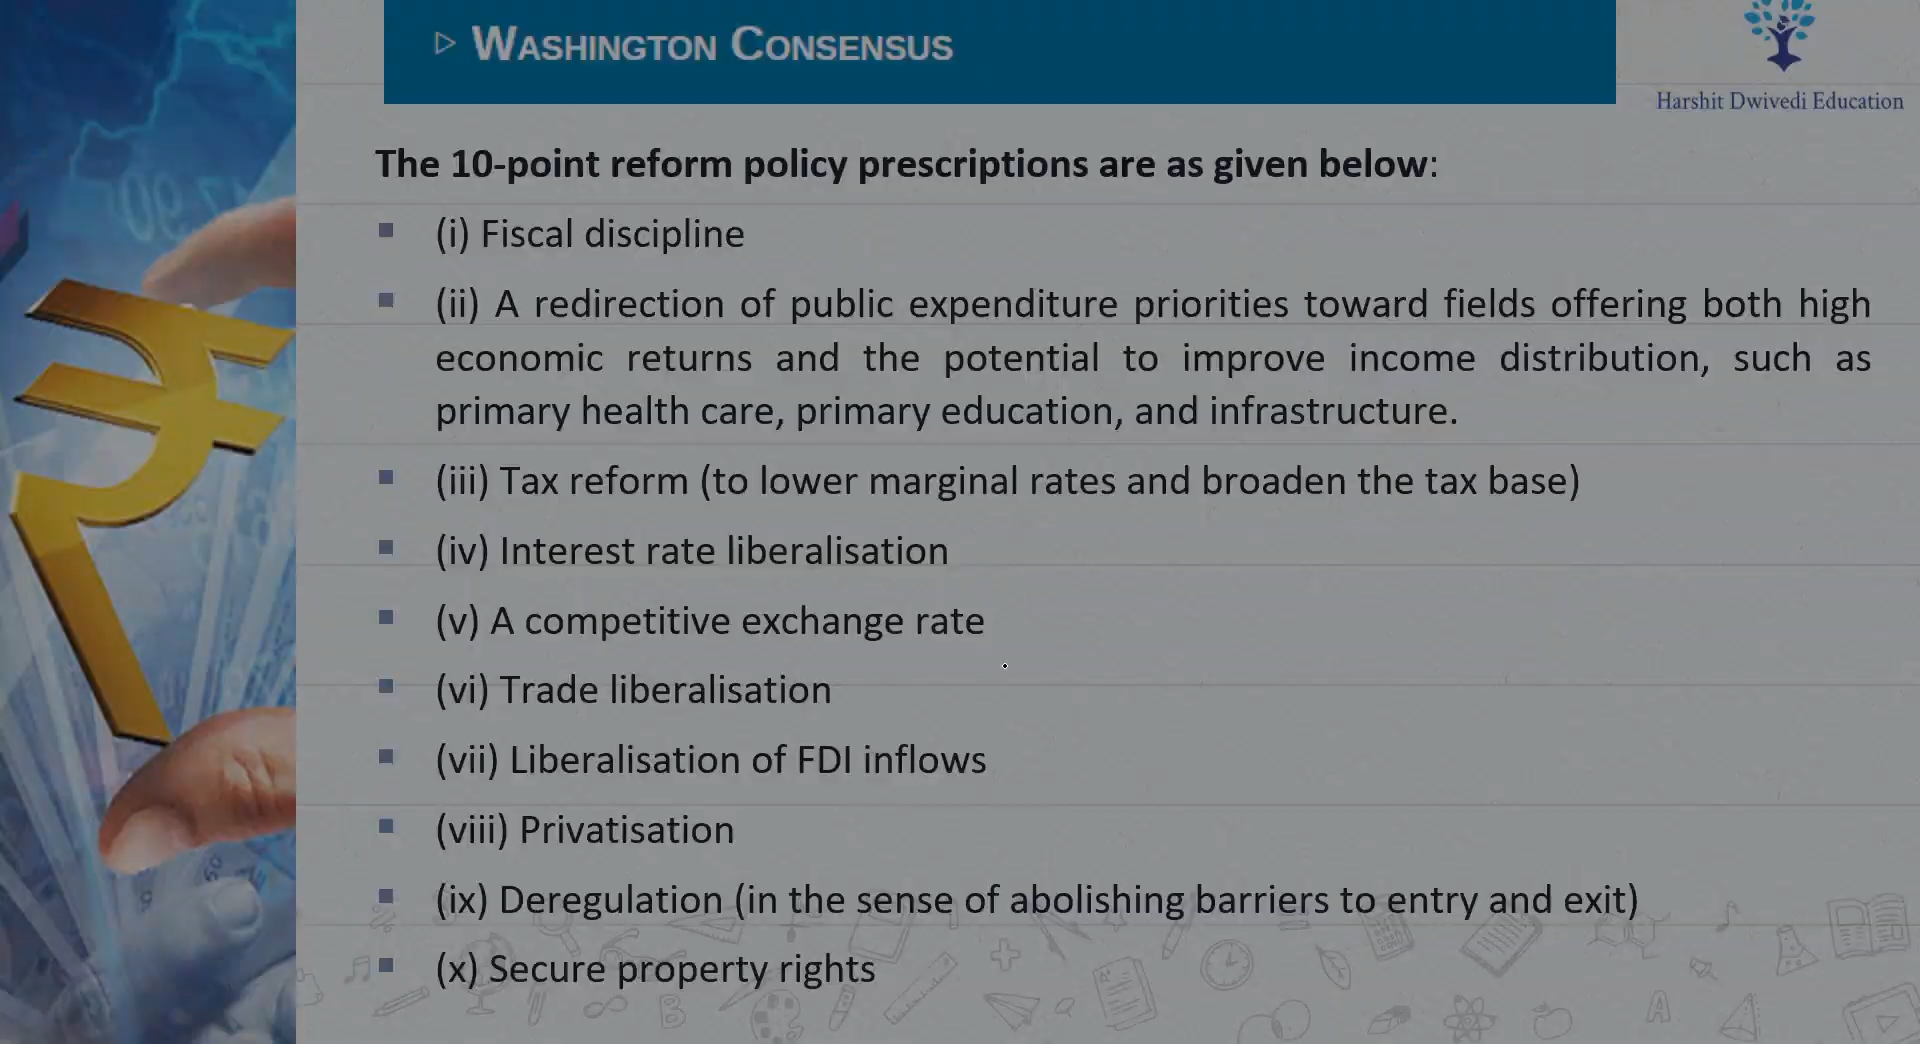 ▷ WASHINGTON CONSENSUS
Harshit Dwivedi Education
The 10-point reform policy prescriptions are as given below:
▪ (i) Fiscal discipline
▪ (ii) A redirection of public expenditure priorities toward fields offering both high
economic returns and the potential to improve income distribution, such as
primary health care, primary education, and infrastructure.
▪ (iii) Tax reform (to lower marginal rates and broaden the tax base)
▪ (iv) Interest rate liberalisation
▪ (v) A competitive exchange rate
▪ (vi) Trade liberalisation
▪ (vii) Liberalisation of FDI inflows
▪ (viii) Privatisation
▪ (ix) Deregulation (in the sense of abolishing barriers to entry and exit)
▪ (x) Secure property rights